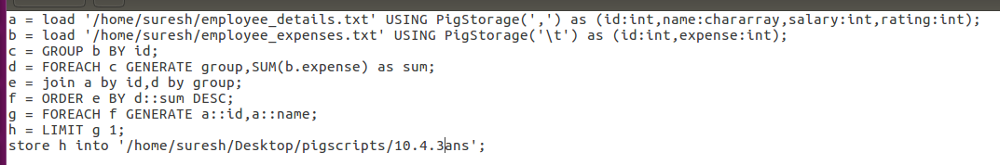 a = load '/home/suresh/employee_details.txt' USING PigStorage(',') as (id:int,name:chararray,salary:int,rating:int);
b = load '/home/suresh/employee_expenses.txt' USING PigStorage('\t') as (id:int,expense:int);
c = GROUP b BY id;
d = FOREACH c GENERATE group,SUM(b.expense) as sum;
e = join a by id,d by group;
f = ORDER e BY d::sum DESC;
g = FOREACH f GENERATE a::id,a::name;
h = LIMIT g 1;
store h into '/home/suresh/Desktop/pigscripts/10.4.3ans';